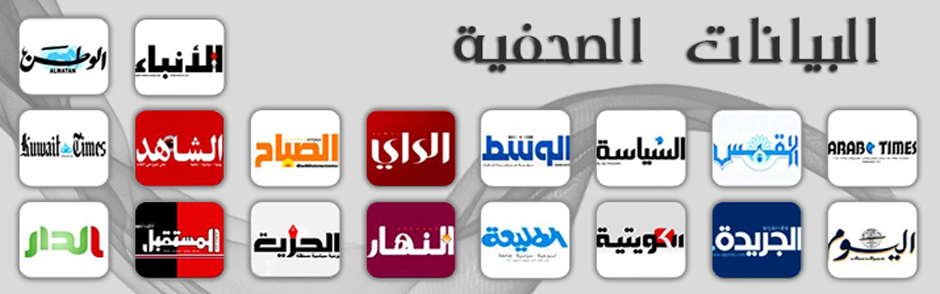 البيانات الصحفية
الأنباء
الوطن
ALWATAN
ARAB TIMES
القبس
السياسة
الوسط
الراي
الصباح
الشاهد
Kuwait Times
اليوم
الجريدة
الكويتية
الطليعة
النهار
الحرية
المستقبل
الدار